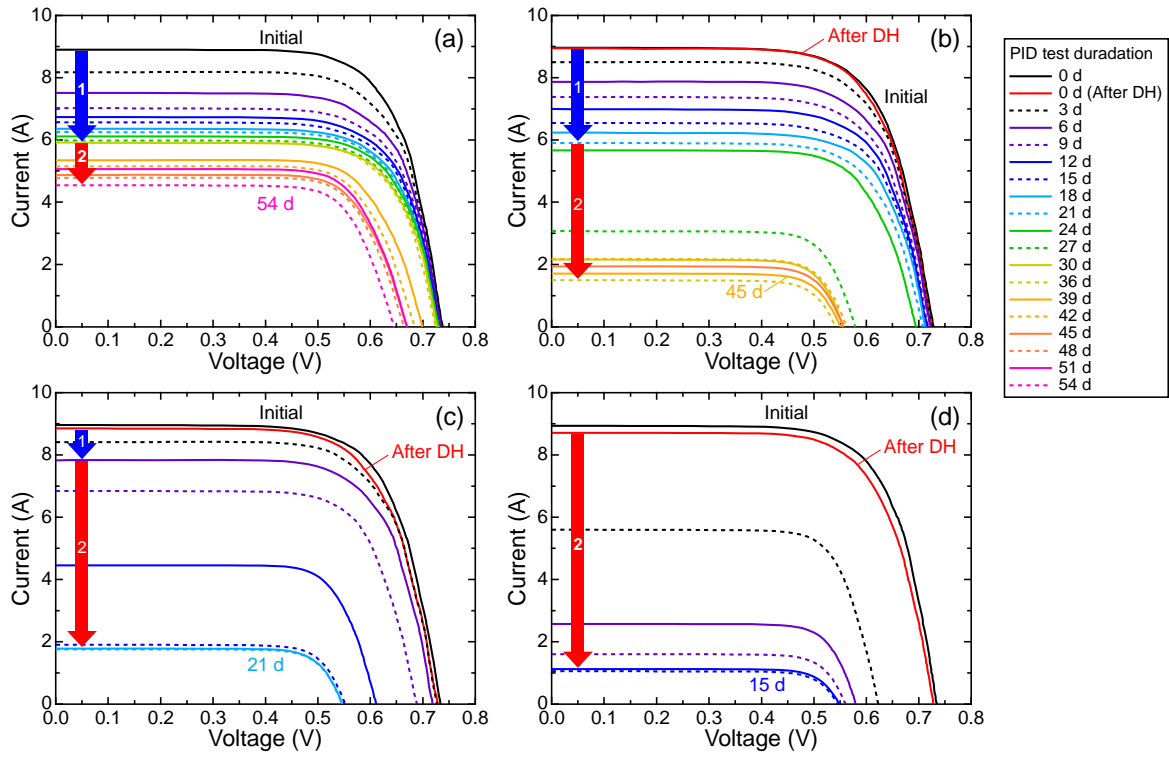 10
8
6
4
2
0
Current (A)
Initial
(a)
1
2
54 d
0.0 0.1 0.2 0.3 0.4 0.5 0.6 0.7 0.8
Voltage (V)
10
8
6
4
2
0
Current (A)
After DH
(b)
Initial
1
2
45 d
0.0 0.1 0.2 0.3 0.4 0.5 0.6 0.7 0.8
Voltage (V)
PID test duradation
0 d
0 d (After DH)
3 d
6 d
9 d
12 d
15 d
18 d
21 d
24 d
27 d
30 d
36 d
39 d
42 d
45 d
48 d
51 d
54 d
10
8
6
4
2
0
Current (A)
Initial
(c)
After DH
1
2
21 d
0.0 0.1 0.2 0.3 0.4 0.5 0.6 0.7 0.8
Voltage (V)
10
8
6
4
2
0
Current (A)
Initial
(d)
After DH
2
15 d
0.0 0.1 0.2 0.3 0.4 0.5 0.6 0.7 0.8
Voltage (V)